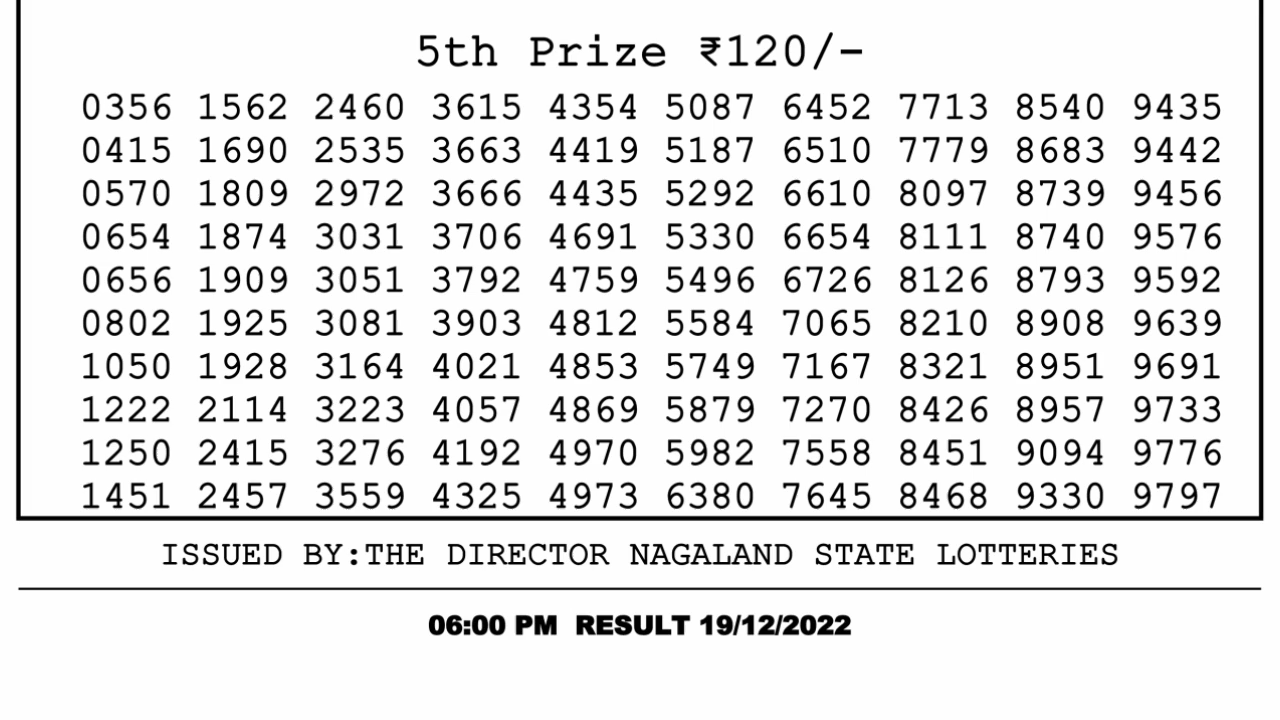 5th Prize ₹120/-
0356 1562 2460 3615 4354 5087 6452 7713 8540 9435
0415 1690 2535 3663 4419 5187 6510 7779 8683 9442
0570 1809 2972 3666 4435 5292 6610 8097 8739 9456
0654 1874 3031 3706 4691 5330 6654 8111 8740 9576
0656 1909 3051 3792 4759 5496 6726 8126 8793 9592
0802 1925 3081 3903 4812 5584 7065 8210 8908 9639
1050 1928 3164 4021 4853 5749 7167 8321 8951 9691
1222 2114 3223 4057 4869 5879 7270 8426 8957 9733
1250 2415 3276 4192 4970 5982 7558 8451 9094 9776
1451 2457 3559 4325 4973 6380 7645 8468 9330 9797
ISSUED BY:THE DIRECTOR NAGALAND STATE LOTTERIES
06:00 PM RESULT 19/12/2022